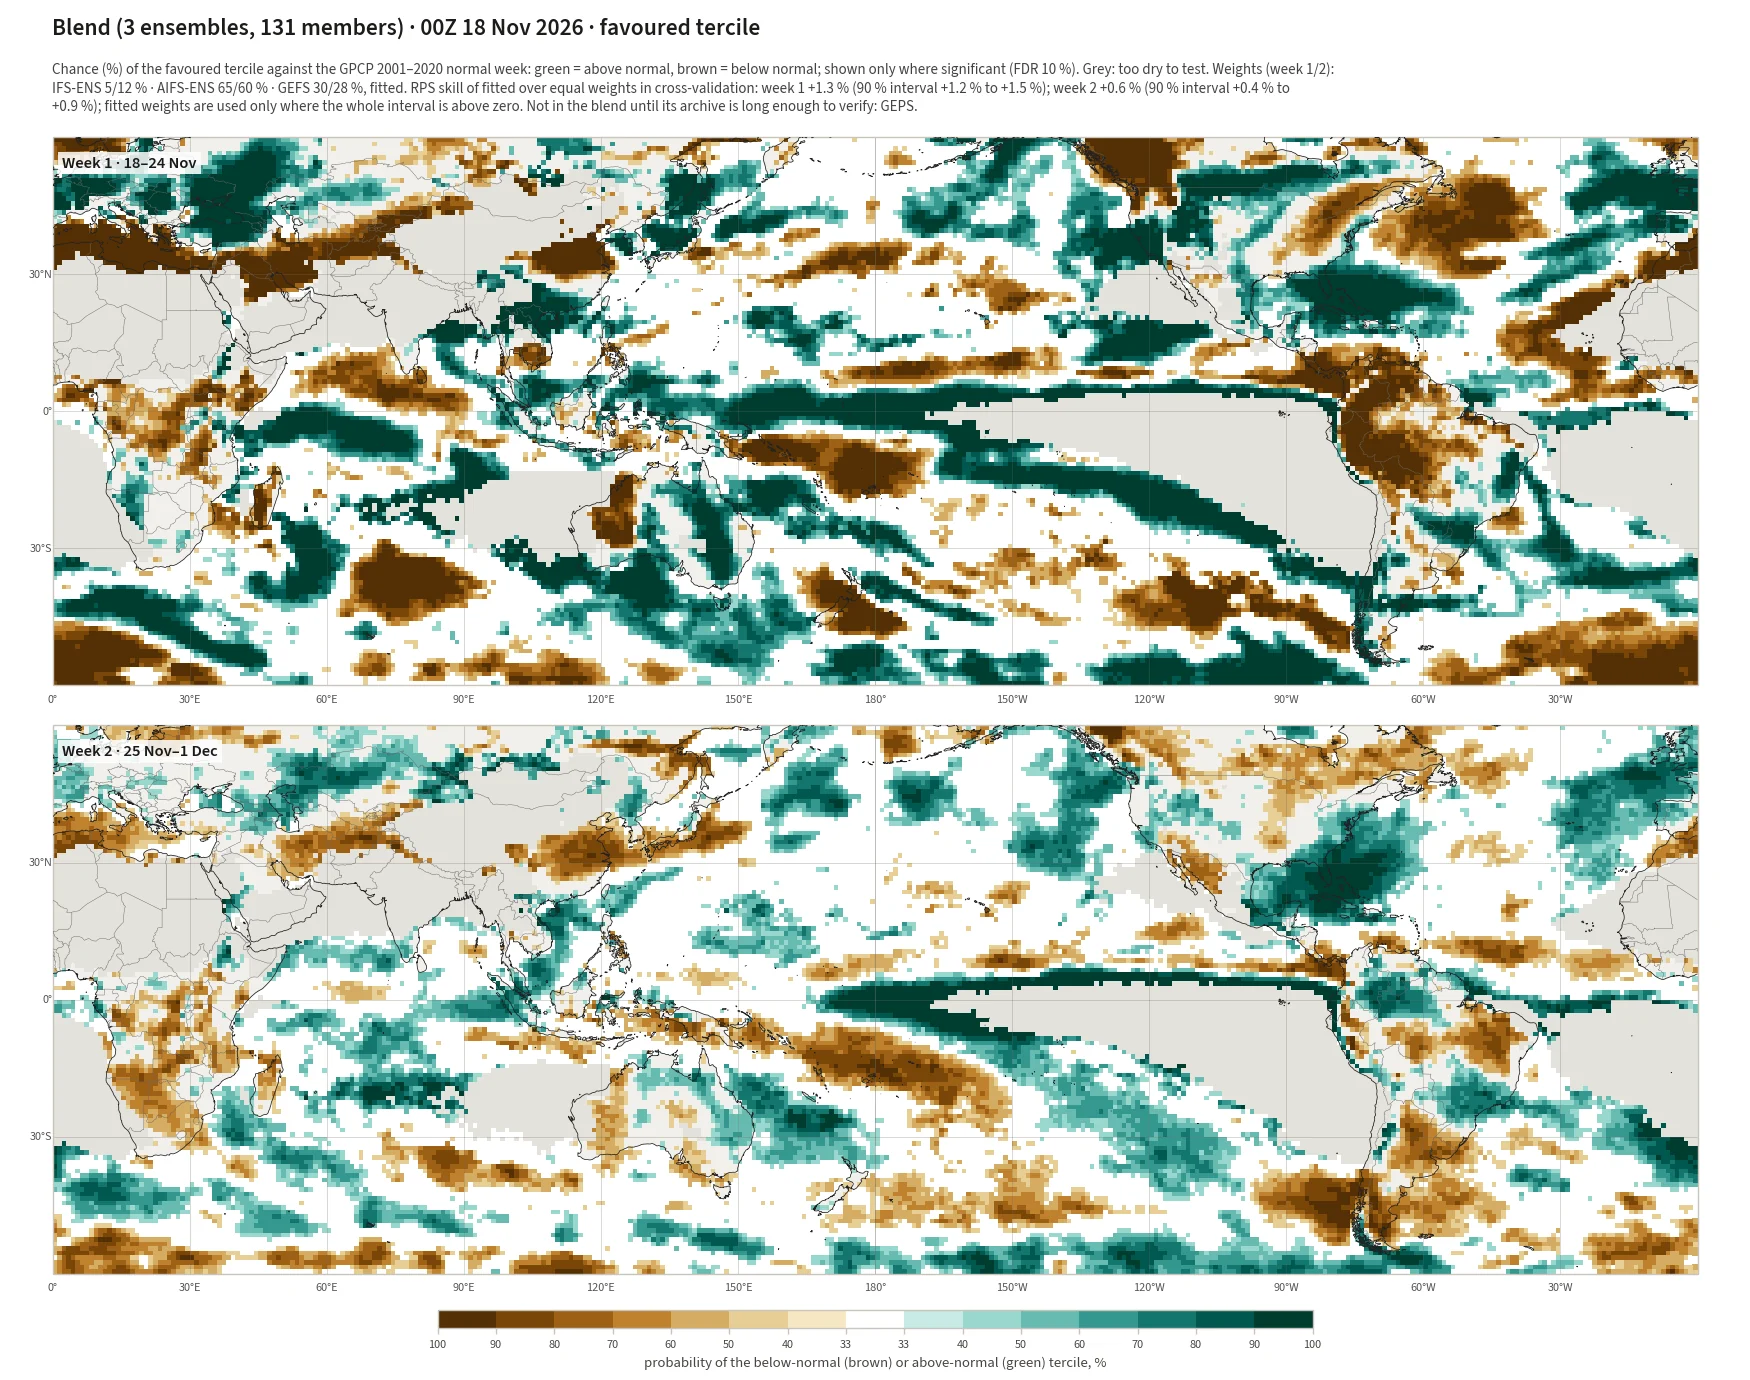 Blend (3 ensembles, 131 members) · 00Z 18 Nov 2026 · favoured tercile
Chance (%) of the favoured tercile against the GPCP 2001–2020 normal week: green = above normal, brown = below normal; shown only where significant (FDR 10 %). Grey: too dry to test. Weights (week 1/2):
IFS-ENS 5/12 % · AIFS-ENS 65/60 % · GEFS 30/28 %, fitted. RPS skill of fitted over equal weights in cross-validation: week 1 +1.3 % (90 % interval +1.2 % to +1.5 %); week 2 +0.6 % (90 % interval +0.4 % to
+0.9 %); fitted weights are used only where the whole interval is above zero. Not in the blend until its archive is long enough to verify: GEPS.
Week 1 · 18–24 Nov
30°N
0°
30°S
0° 30°E 60°E 90°E 120°E 150°E 180° 150°W 120°W 90°W 60°W 30°W
Week 2 · 25 Nov–1 Dec
30°N
0°
30°S
0° 30°E 60°E 90°E 120°E 150°E 180° 150°W 120°W 90°W 60°W 30°W
100 90 80 70 60 50 40 33 33 40 50 60 70 80 90 100
probability of the below-normal (brown) or above-normal (green) tercile, %